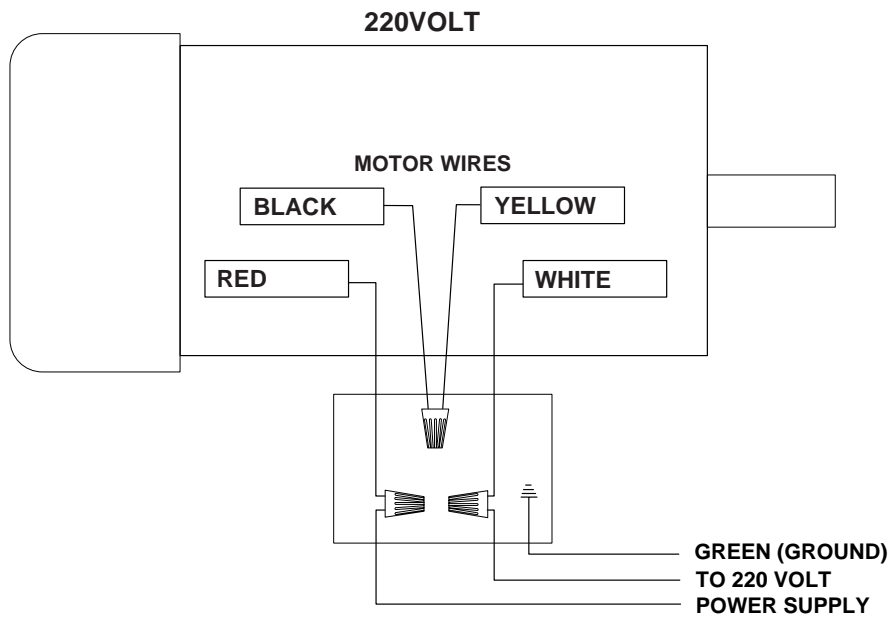 220VOLT
MOTOR WIRES
BLACK
YELLOW
RED
WHITE
GREEN (GROUND)
TO 220 VOLT
POWER SUPPLY